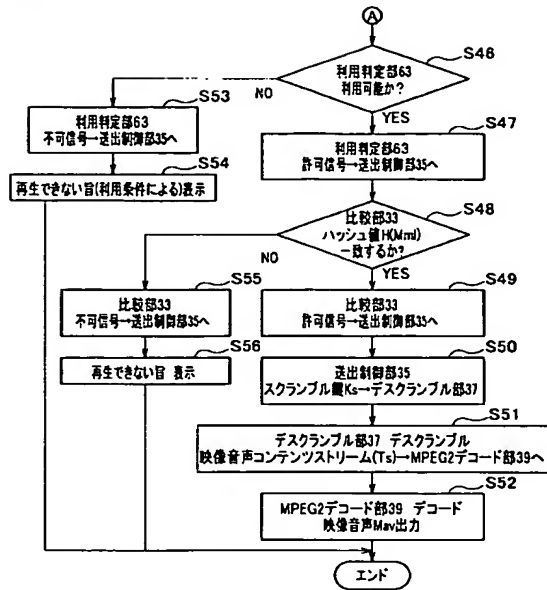 A
S46
利用判定部63
利用可能か?
NO
YES
S53
利用判定部63
不可信号→送出制御部35へ
S47
利用判定部63
許可信号→送出制御部35へ
S54
再生できない旨(利用条件による)表示
S48
比較部33
ハッシュ値H(Mml)
一致するか?
NO
YES
S55
比較部33
不可信号→送出制御部35へ
S49
比較部33
許可信号→送出制御部35へ
S56
再生できない旨 表示
S50
送出制御部35
スクランブル鍵Ks→デスクランブル部37
S51
デスクランブル部37 デスクランブル
映像音声コンテンツストリーム(Ts)→MPEG2デコード部39へ
S52
MPEG2デコード部39 デコード
映像音声Mav出力
エンド